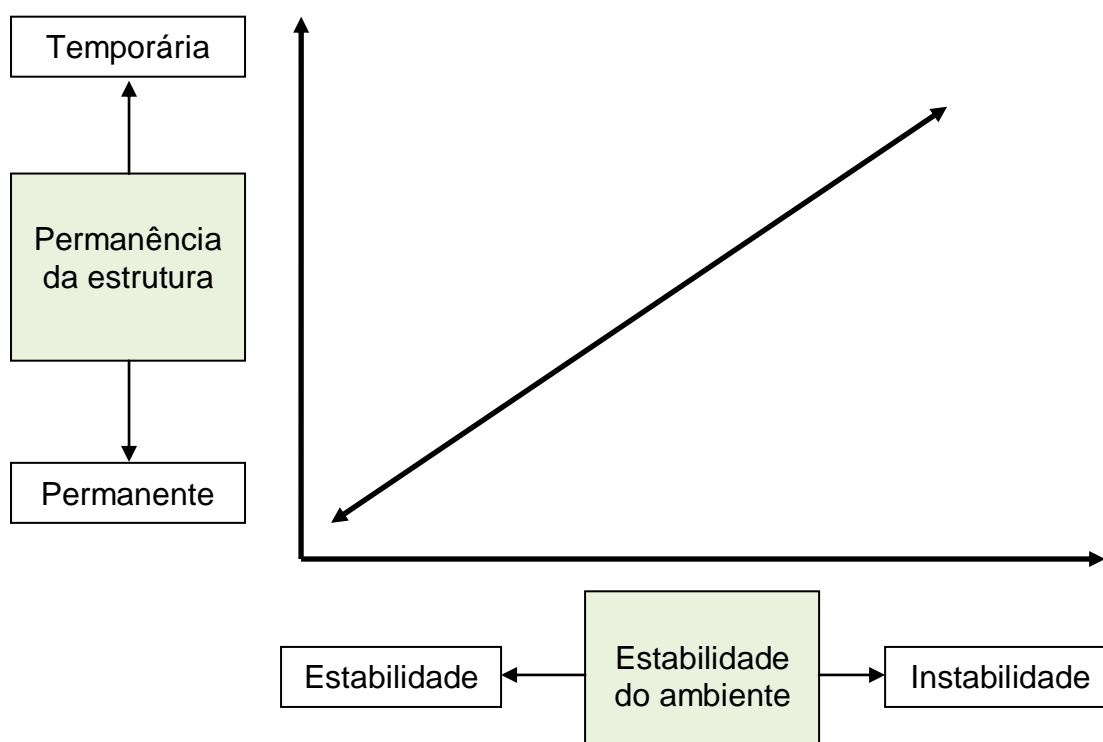 Temporária
Permanência
da estrutura
Permanente
Estabilidade
Estabilidade
do ambiente
Instabilidade